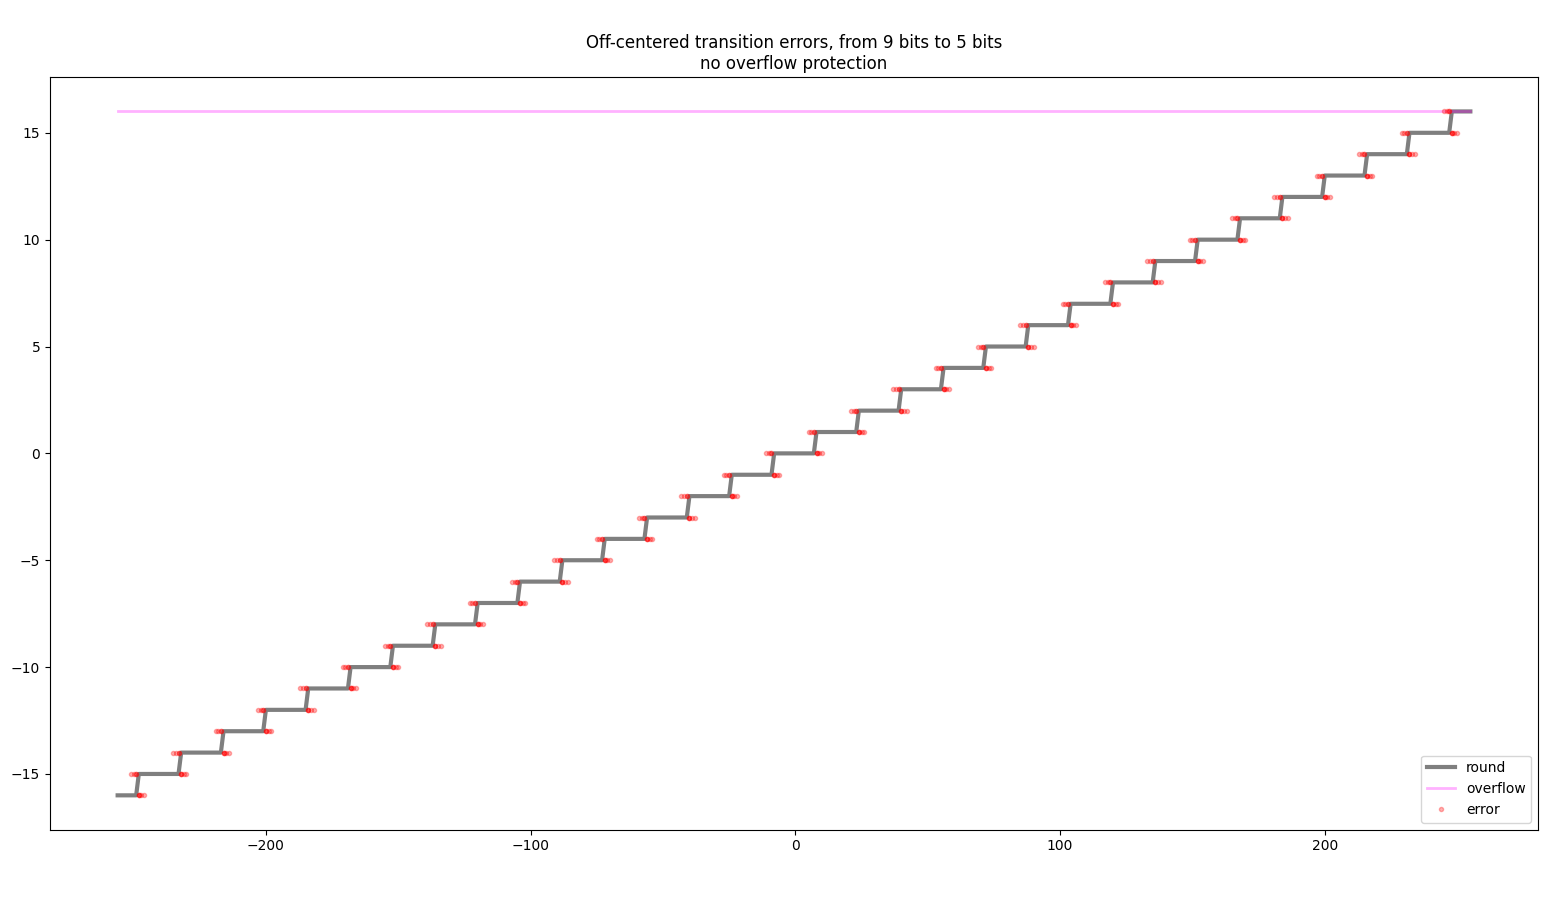 Off-centered transition errors, from 9 bits to 5 bits
no overflow protection
15
10
5
0
−5
−10
−15
−200
−100
0
100
200
round
overflow
error